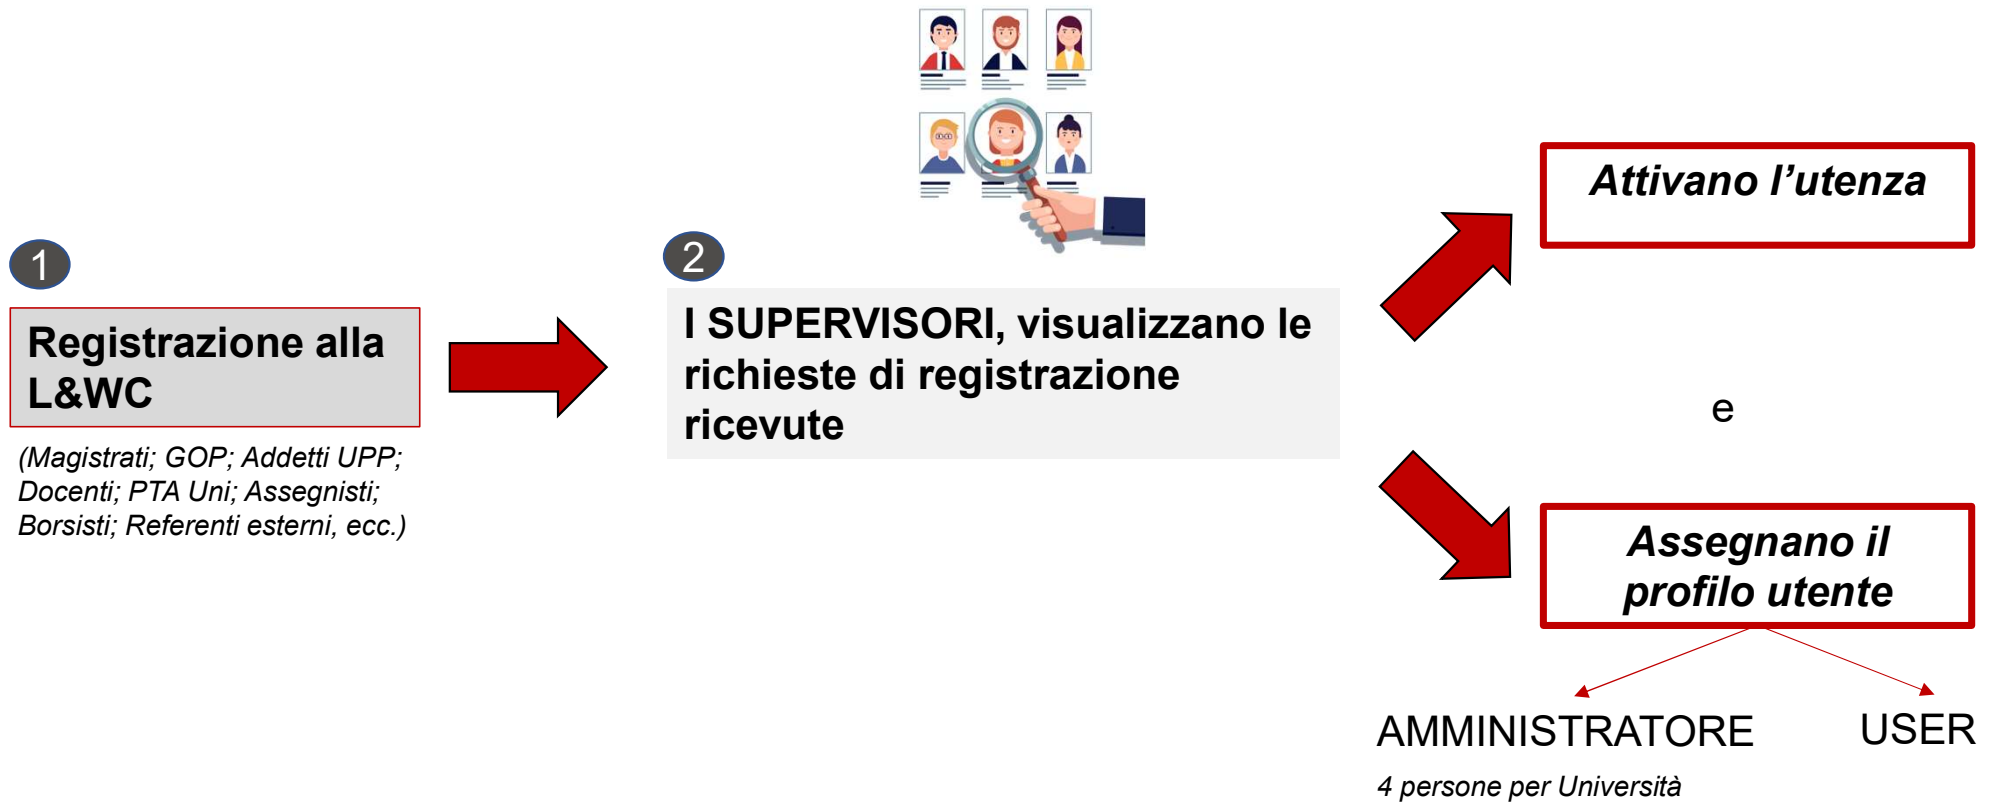 1
Registrazione alla
L&WC
(Magistrati; GOP; Addetti UPP;
Docenti; PTA Uni; Assegnisti;
Borsisti; Referenti esterni, ecc.)
2
I SUPERVISORI, visualizzano le
richieste di registrazione
ricevute
Attivano l’utenza
e
Assegnano il
profilo utente
AMMINISTRATORE
USER
4 persone per Università